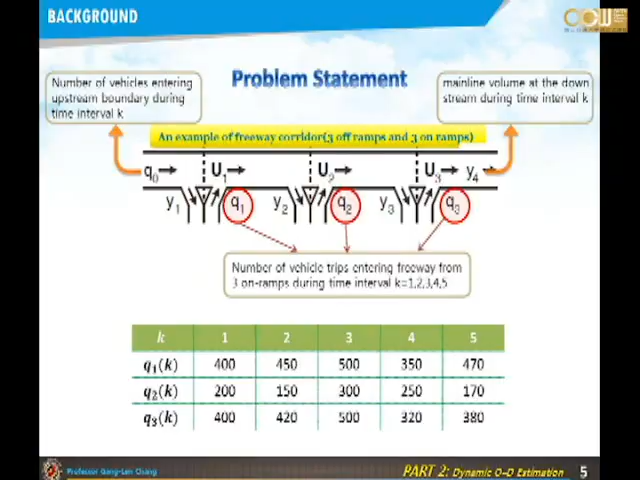 BACKGROUND
Problem Statement
Number of vehicles entering
upstream boundary during
time interval k
mainline volume at the down
stream during time interval k
An example of freeway corridor(3 off ramps and 3 on ramps)
q0 U1 U2 U3 y4
y1 q1 y2 q2 y3 q3
Number of vehicle trips entering freeway from
3 on-ramps during time interval k=1,2,3,4,5
k 1 2 3 4 5
q1(k) 400 450 500 350 470
q2(k) 200 150 300 250 170
q3(k) 400 420 500 320 380
Professor Gang-Len Chang
PART 2: Dynamic O-D Estimation 5